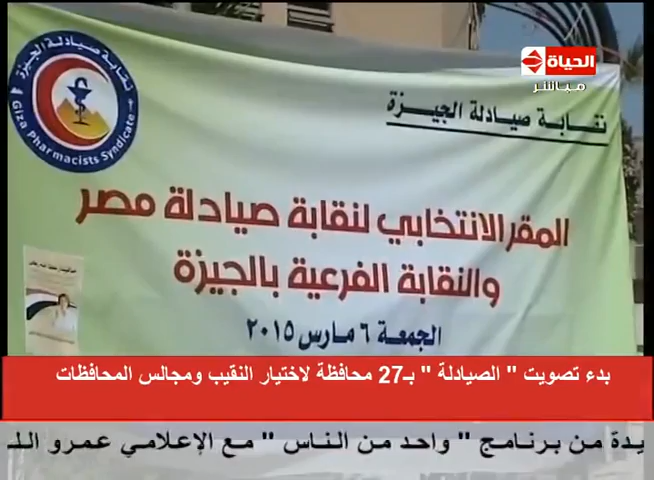 الحياة
مباشر
نقابة صيادلة الجيزة
Giza Pharmacists Syndicate
نقابة صيادلة الجيزة
المقر الانتخابي لنقابة صيادلة مصر
والنقابة الفرعية بالجيزة
الجمعة ٦ مارس ٢٠١٥
بدء تصويت " الصيادلة " بـ27 محافظة لاختيار النقيب ومجالس المحافظات
يدة من برنامج " واحد من الناس " مع الإعلامي عمرو اللـ